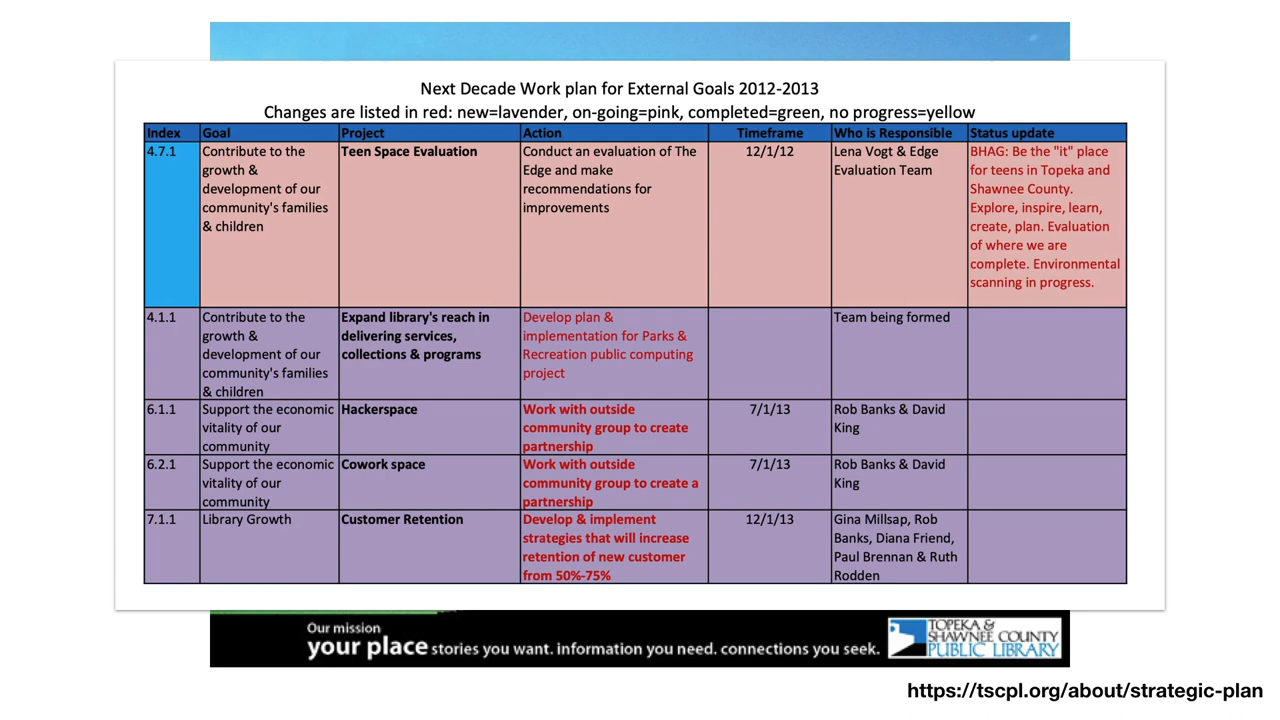 Next Decade Work plan for External Goals 2012-2013
Changes are listed in red: new=lavender, on-going=pink, completed=green, no progress=yellow
Index Goal Project Action Timeframe Who is Responsible Status update
4.7.1
Contribute to the
growth &
development of our
community's families
& children
Teen Space Evaluation
Conduct an evaluation of The
Edge and make
recommendations for
improvements
12/1/12
Lena Vogt & Edge
Evaluation Team
BHAG: Be the "it" place
for teens in Topeka and
Shawnee County.
Explore, inspire, learn,
create, plan. Evaluation
of where we are
complete. Environmental
scanning in progress.
4.1.1
Contribute to the
growth &
development of our
community's families
& children
Expand library's reach in
delivering services,
collections & programs
Develop plan &
implementation for Parks &
Recreation public computing
project
Team being formed
6.1.1
Support the economic
vitality of our
community
Hackerspace
Work with outside
community group to create
partnership
7/1/13
Rob Banks & David
King
6.2.1
Support the economic
vitality of our
community
Cowork space
Work with outside
community group to create a
partnership
7/1/13
Rob Banks & David
King
7.1.1
Library Growth
Customer Retention
Develop & implement
strategies that will increase
retention of new customer
from 50%-75%
12/1/13
Gina Millsap, Rob
Banks, Diana Friend,
Paul Brennan & Ruth
Rodden
Our mission
your place stories you want. information you need. connections you seek.
TOPEKA &
SHAWNEE COUNTY
PUBLIC LIBRARY
https://tscpl.org/about/strategic-plan